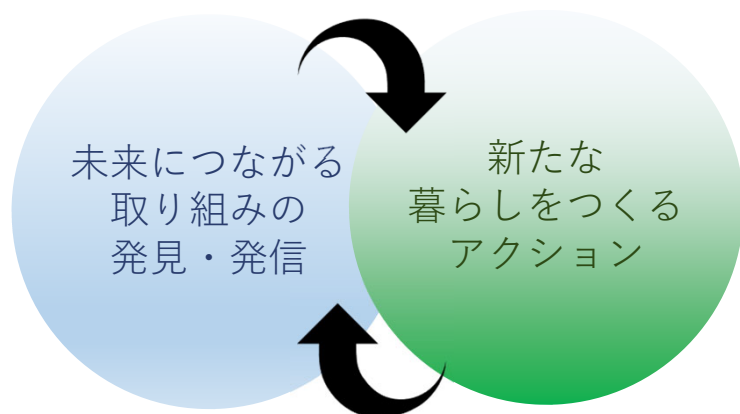 未来につながる
取り組みの
発見・発信
新たな
暮らしをつくる
アクション